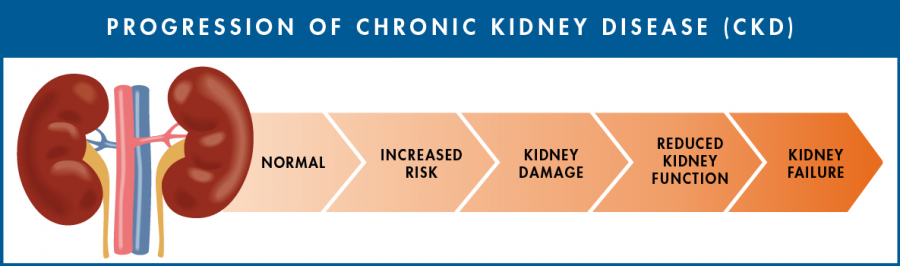 PROGRESSION OF CHRONIC KIDNEY DISEASE (CKD)
NORMAL
INCREASED
RISK
KIDNEY
DAMAGE
REDUCED
KIDNEY
FUNCTION
KIDNEY
FAILURE